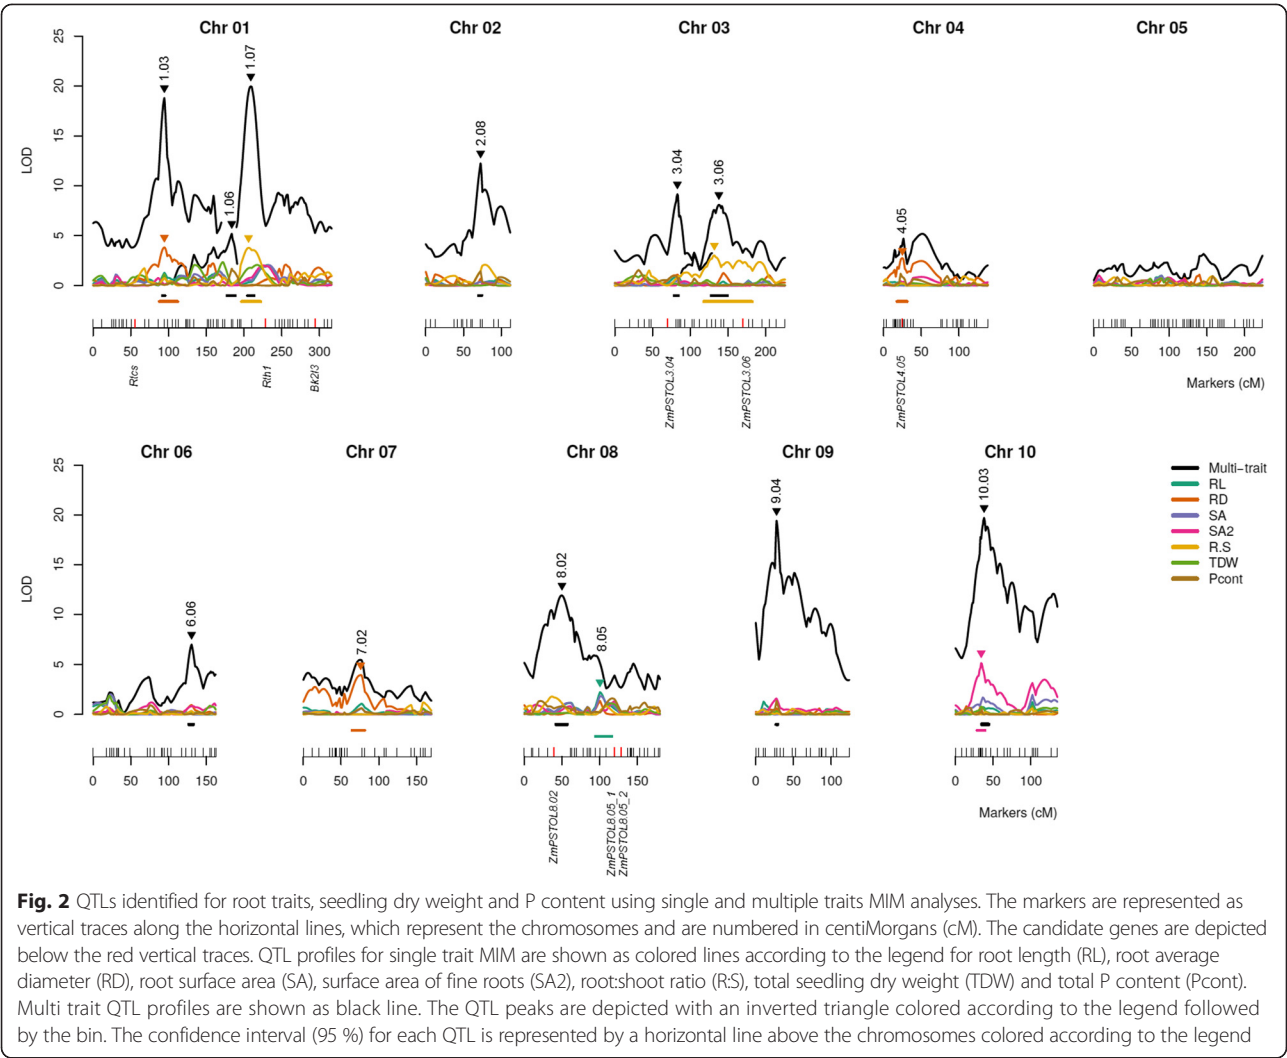 Chr 01 Chr 02 Chr 03 Chr 04 Chr 05
25
20
15
10
5
0
LOD
1.03
1.06
1.07
2.08
3.04
3.06
4.05
0 50 100 150 200 250 300
0 50 100
0 50 100 150 200
0 50 100
0 50 100 150 200
Rtcs
Rth1
Bk2l3
ZmPSTOL3.04
ZmPSTOL3.06
ZmPSTOL4.05
Markers (cM)
Chr 06 Chr 07 Chr 08 Chr 09 Chr 10
25
20
15
10
5
0
LOD
6.06
7.02
8.02
8.05
9.04
10.03
0 50 100 150
0 50 100 150
0 50 100 150
0 50 100
0 50 100
ZmPSTOL8.02
ZmPSTOL8.05_1
ZmPSTOL8.05_2
Markers (cM)
Multi−trait
RL
RD
SA
SA2
R.S
TDW
Pcont
Fig. 2 QTLs identified for root traits, seedling dry weight and P content using single and multiple traits MIM analyses. The markers are represented as
vertical traces along the horizontal lines, which represent the chromosomes and are numbered in centiMorgans (cM). The candidate genes are depicted
below the red vertical traces. QTL profiles for single trait MIM are shown as colored lines according to the legend for root length (RL), root average
diameter (RD), root surface area (SA), surface area of fine roots (SA2), root:shoot ratio (R:S), total seedling dry weight (TDW) and total P content (Pcont).
Multi trait QTL profiles are shown as black line. The QTL peaks are depicted with an inverted triangle colored according to the legend followed
by the bin. The confidence interval (95 %) for each QTL is represented by a horizontal line above the chromosomes colored according to the legend